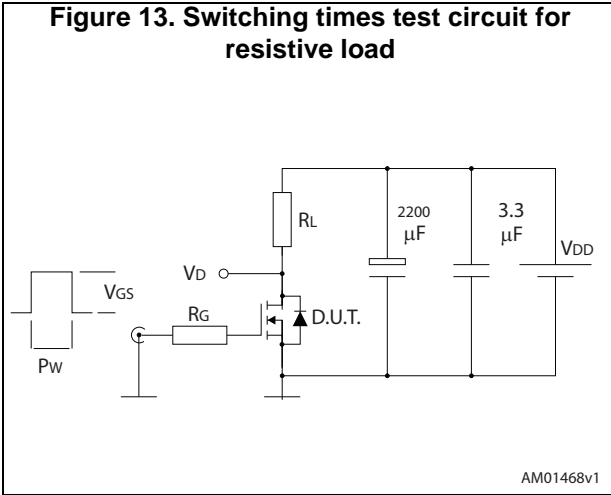 Figure 13. Switching times test circuit for
resistive load
RL
2200
μF
3.3
μF
VDD
VD
VGS
RG
D.U.T.
PW
AM01468v1